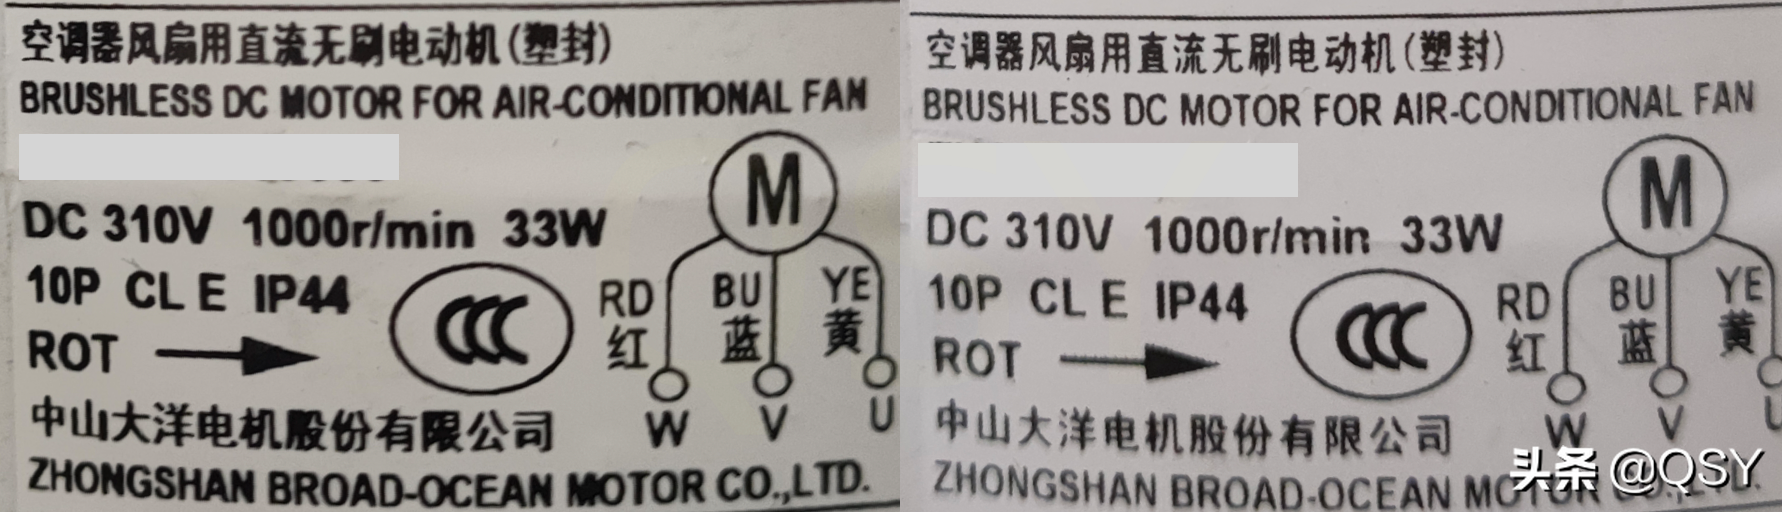 空调器风扇用直流无刷电动机(塑封)
BRUSHLESS DC MOTOR FOR AIR-CONDITIONAL FAN
M
DC 310V 1000r/min 33W
10P CL E IP44
CCC
RD BU YE
红 蓝 黄
ROT
W V U
中山大洋电机股份有限公司
ZHONGSHAN BROAD-OCEAN MOTOR CO.,LTD.
空调器风扇用直流无刷电动机(塑封)
BRUSHLESS DC MOTOR FOR AIR-CONDITIONAL FAN
M
DC 310V 1000r/min 33W
10P CL E IP44
CCC
RD BU YE
红 蓝 黄
ROT
W V U
中山大洋电机股份有限公司
ZHONGSHAN BROAD-OCEAN MOTOR CO.,LTD.
头条 @QSY